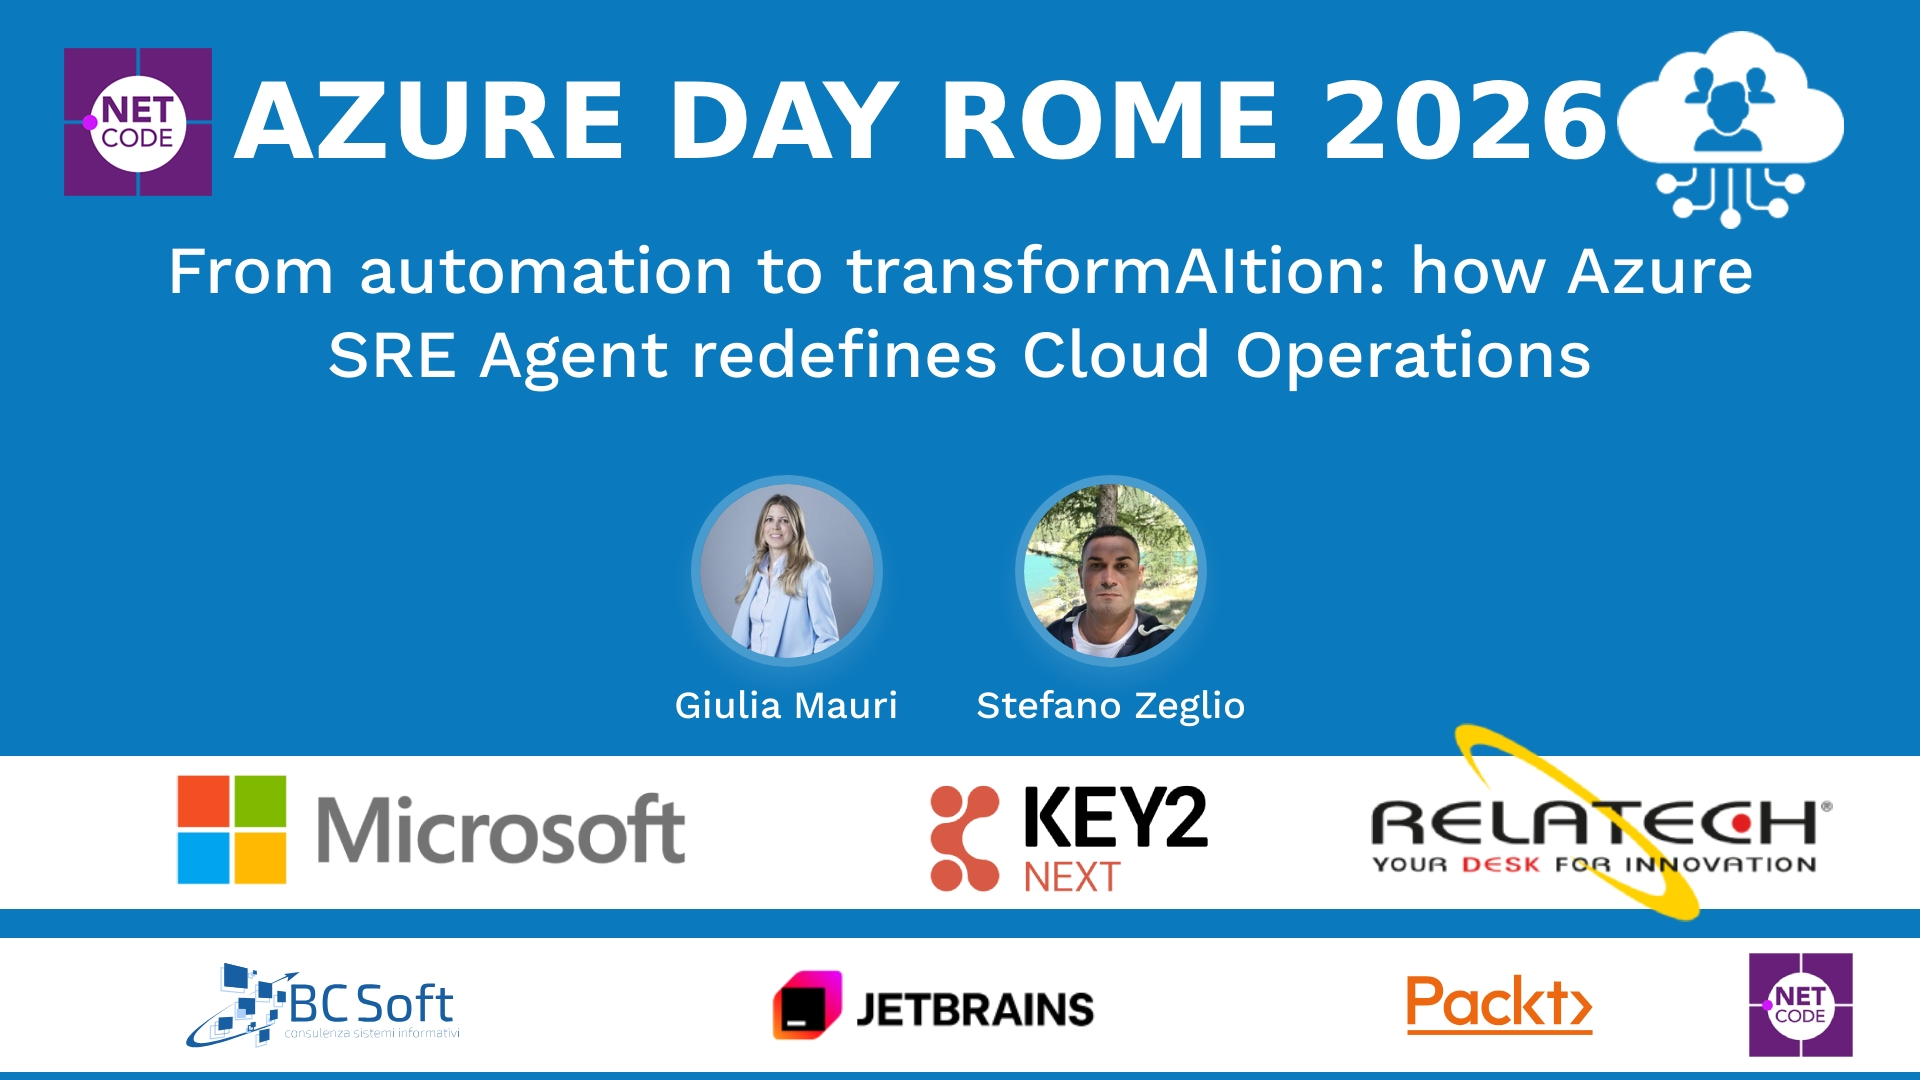 NET
CODE
AZURE DAY ROME 2026
From automation to transformAItion: how Azure
SRE Agent redefines Cloud Operations
Giulia Mauri
Stefano Zeglio
Microsoft
KEY2
NEXT
RELATECH®
YOUR DESK FOR INNOVATION
BC Soft
consulenza sistemi informativi
JETBRAINS
Packt>
NET
CODE